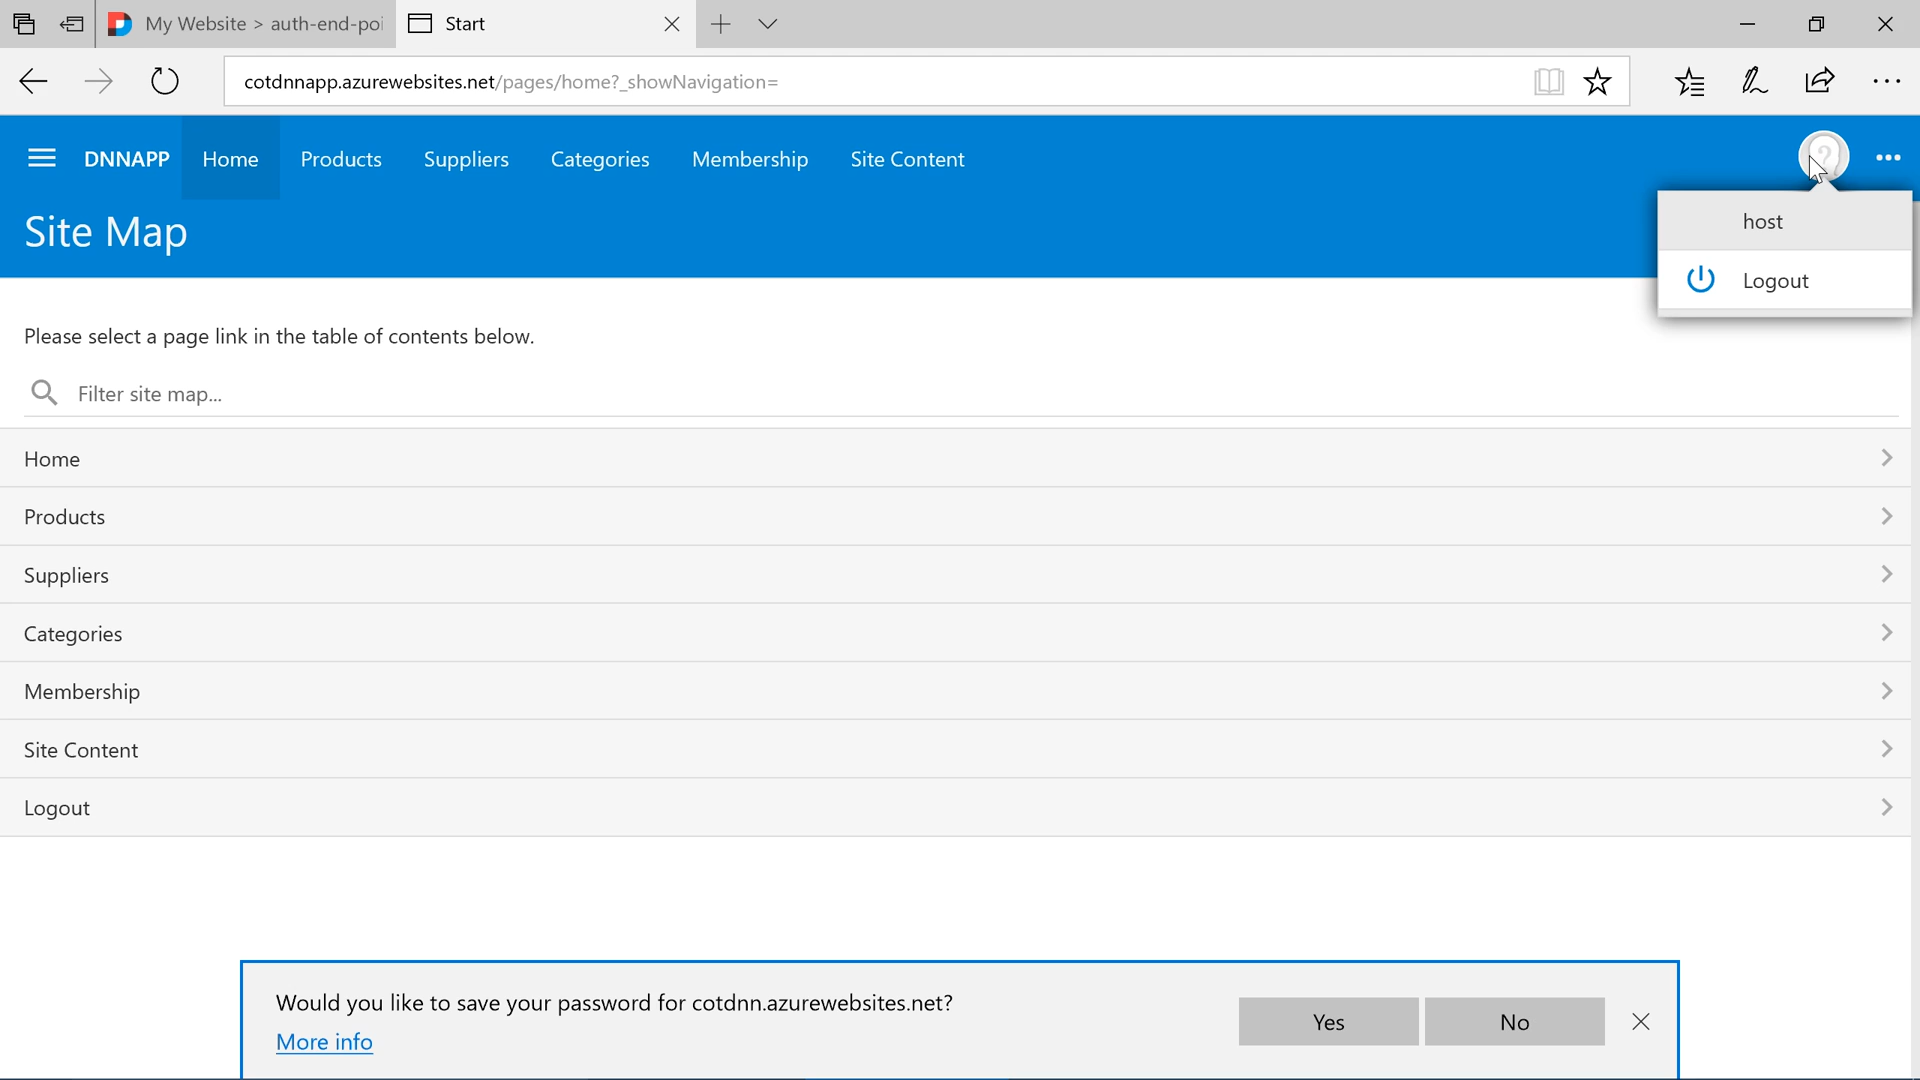 My Website > auth-end-poi
Start
cotdnnapp.azurewebsites.net/pages/home?_showNavigation=
DNNAPP Home Products Suppliers Categories Membership Site Content
Site Map
host
Logout
Please select a page link in the table of contents below.
Filter site map...
Home
Products
Suppliers
Categories
Membership
Site Content
Logout
Would you like to save your password for cotdnn.azurewebsites.net?
More info
Yes
No